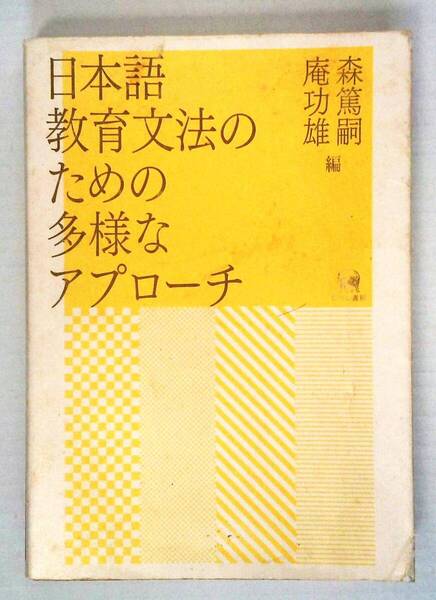 日本語
教育文法の
ための
多様な
アプローチ
森篤嗣
庵功雄
編